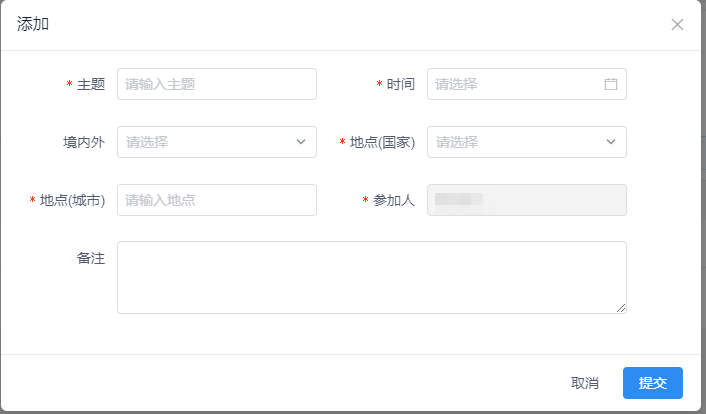 添加
* 主题 请输入主题 * 时间 请选择
境内外 请选择 * 地点(国家) 请选择
* 地点(城市) 请输入地点 * 参加人
备注
取消 提交